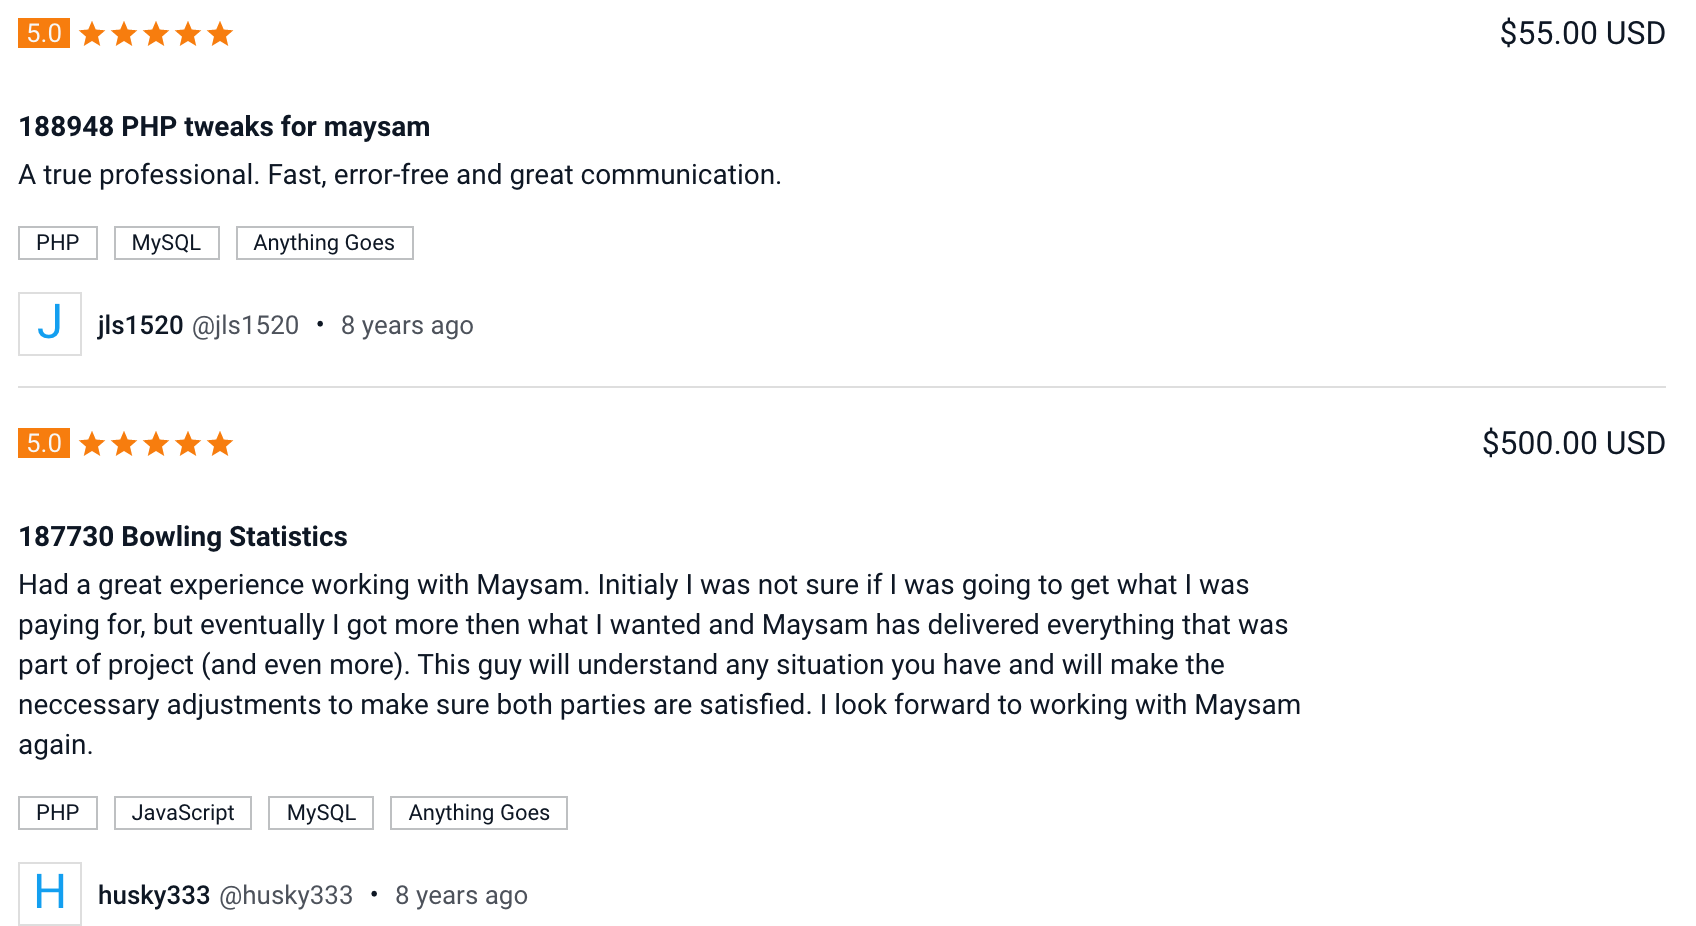 5.0 $55.00 USD
188948 PHP tweaks for maysam
A true professional. Fast, error-free and great communication.
PHP MySQL Anything Goes
J jls1520 @jls1520 • 8 years ago
5.0 $500.00 USD
187730 Bowling Statistics
Had a great experience working with Maysam. Initialy I was not sure if I was going to get what I was
paying for, but eventually I got more then what I wanted and Maysam has delivered everything that was
part of project (and even more). This guy will understand any situation you have and will make the
neccessary adjustments to make sure both parties are satisfied. I look forward to working with Maysam
again.
PHP JavaScript MySQL Anything Goes
H husky333 @husky333 • 8 years ago